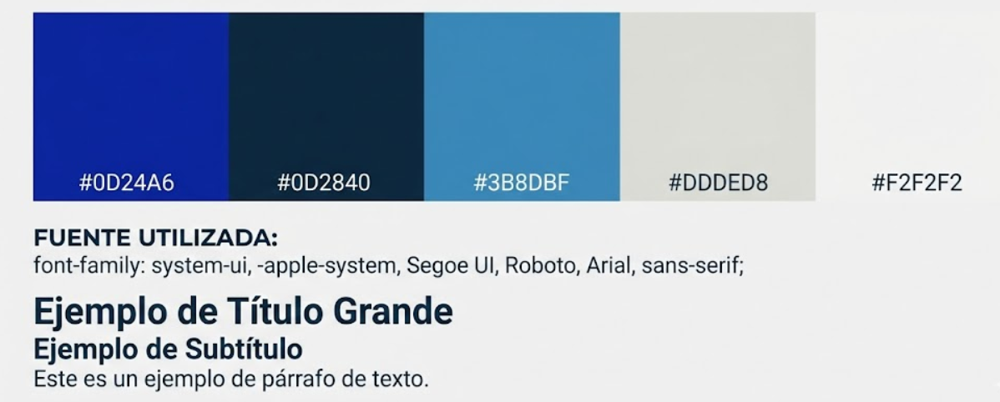 #0D24A6
#0D2840
#3B8DBF
#DDDED8
#F2F2F2
FUENTE UTILIZADA:
font-family: system-ui, -apple-system, Segoe UI, Roboto, Arial, sans-serif;
Ejemplo de Título Grande
Ejemplo de Subtítulo
Este es un ejemplo de párrafo de texto.